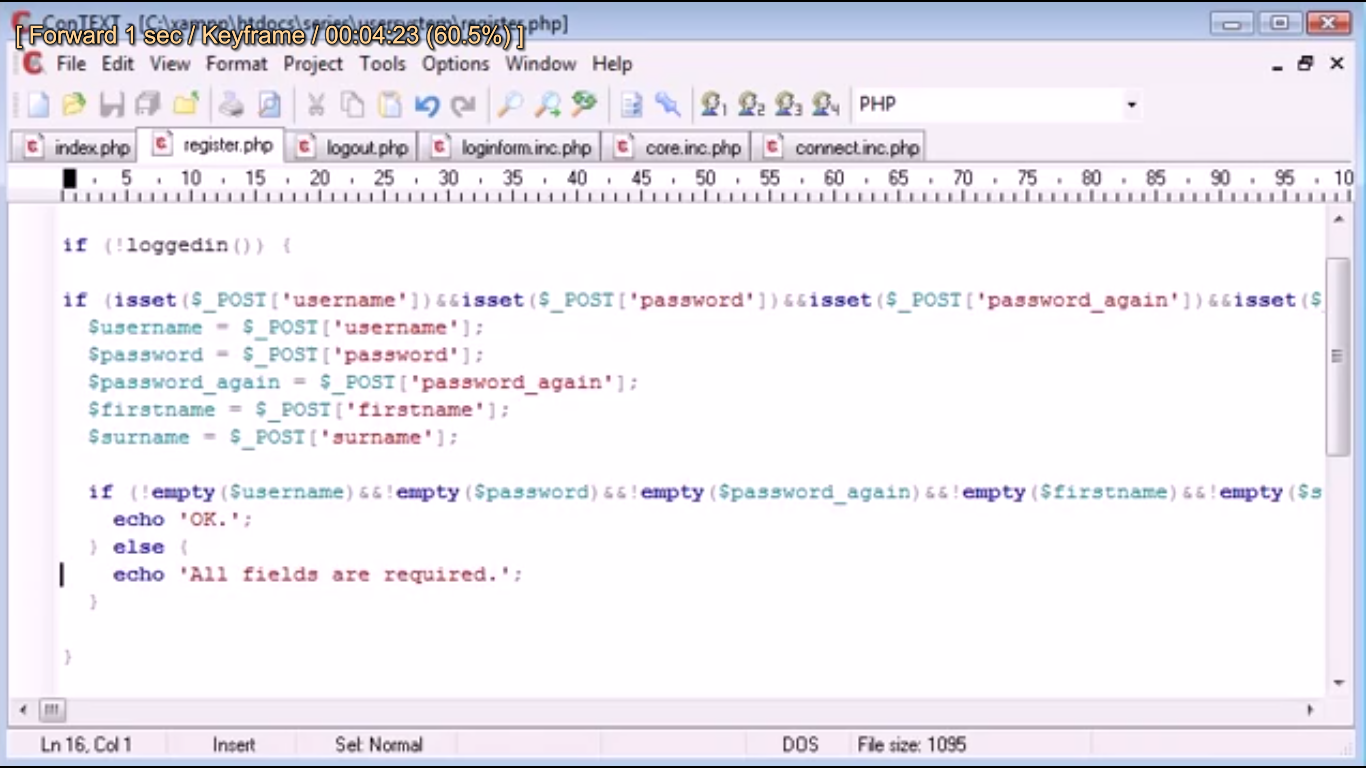 ConTEXT - [C:\xampp\htdocs\series\usersystem\register.php]
[ Forward 1 sec / Keyframe / 00:04:23 (60.5%) ]
File Edit View Format Project Tools Options Window Help
1 2 3 4 PHP
index.php register.php logout.php loginform.inc.php core.inc.php connect.inc.php
5 10 15 20 25 30 35 40 45 50 55 60 65 70 75 80 85 90 95 10
if (!loggedin()) {
if (isset($_POST['username'])&&isset($_POST['password'])&&isset($_POST['password_again'])&&isset($
$username = $_POST['username'];
$password = $_POST['password'];
$password_again = $_POST['password_again'];
$firstname = $_POST['firstname'];
$surname = $_POST['surname'];
if (!empty($username)&&!empty($password)&&!empty($password_again)&&!empty($firstname)&&!empty($s
echo 'OK.';
} else {
echo 'All fields are required.';
}
}
Ln 16, Col 1 Insert Sel: Normal DOS File size: 1095